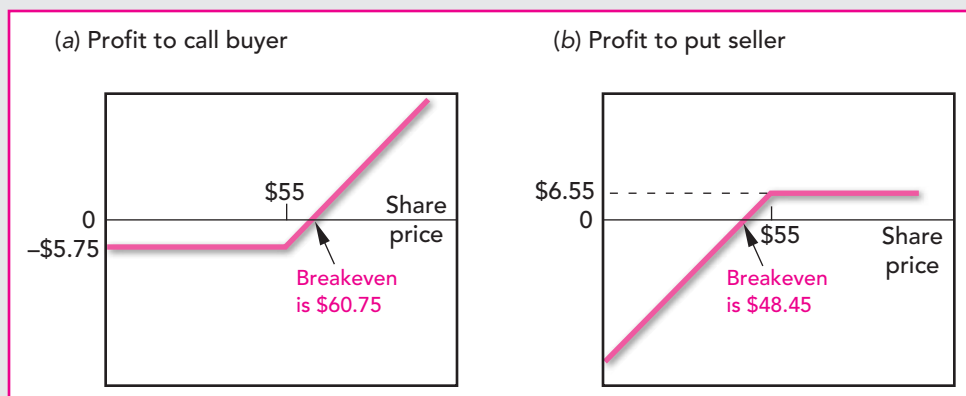 (a) Profit to call buyer
$55
Share
price
0
–$5.75
Breakeven
is $60.75
(b) Profit to put seller
$6.55
0
$55
Share
price
Breakeven
is $48.45